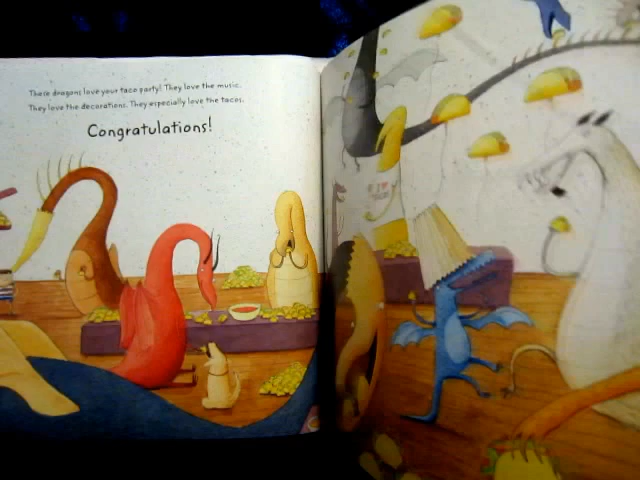 These dragons love your taco party! They love the music.
They love the decorations. They especially love the tacos.
Congratulations!